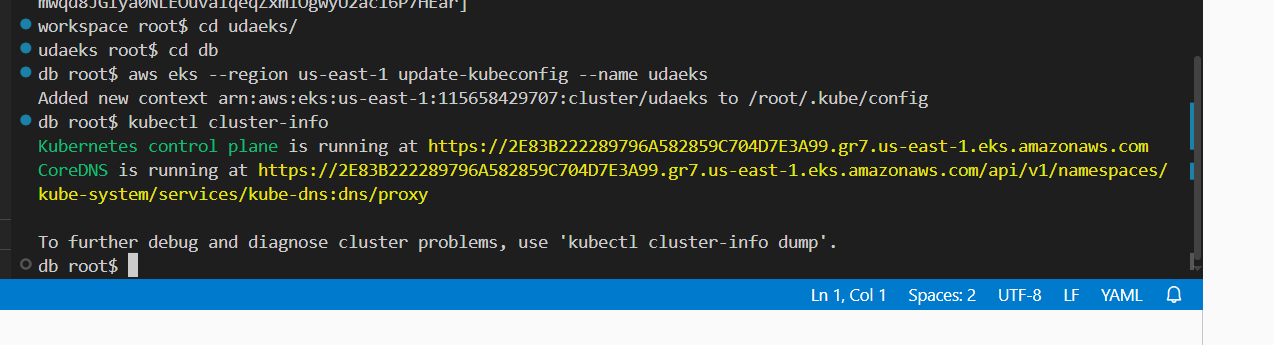 workspace root$ cd udaeks/
udaeks root$ cd db
db root$ aws eks --region us-east-1 update-kubeconfig --name udaeks
Added new context arn:aws:eks:us-east-1:115658429707:cluster/udaeks to /root/.kube/config
db root$ kubectl cluster-info
Kubernetes control plane is running at https://2E83B222289796A582859C704D7E3A99.gr7.us-east-1.eks.amazonaws.com
CoreDNS is running at https://2E83B222289796A582859C704D7E3A99.gr7.us-east-1.eks.amazonaws.com/api/v1/namespaces/
kube-system/services/kube-dns:dns/proxy
To further debug and diagnose cluster problems, use 'kubectl cluster-info dump'.
db root$
Ln 1, Col 1 Spaces: 2 UTF-8 LF YAML